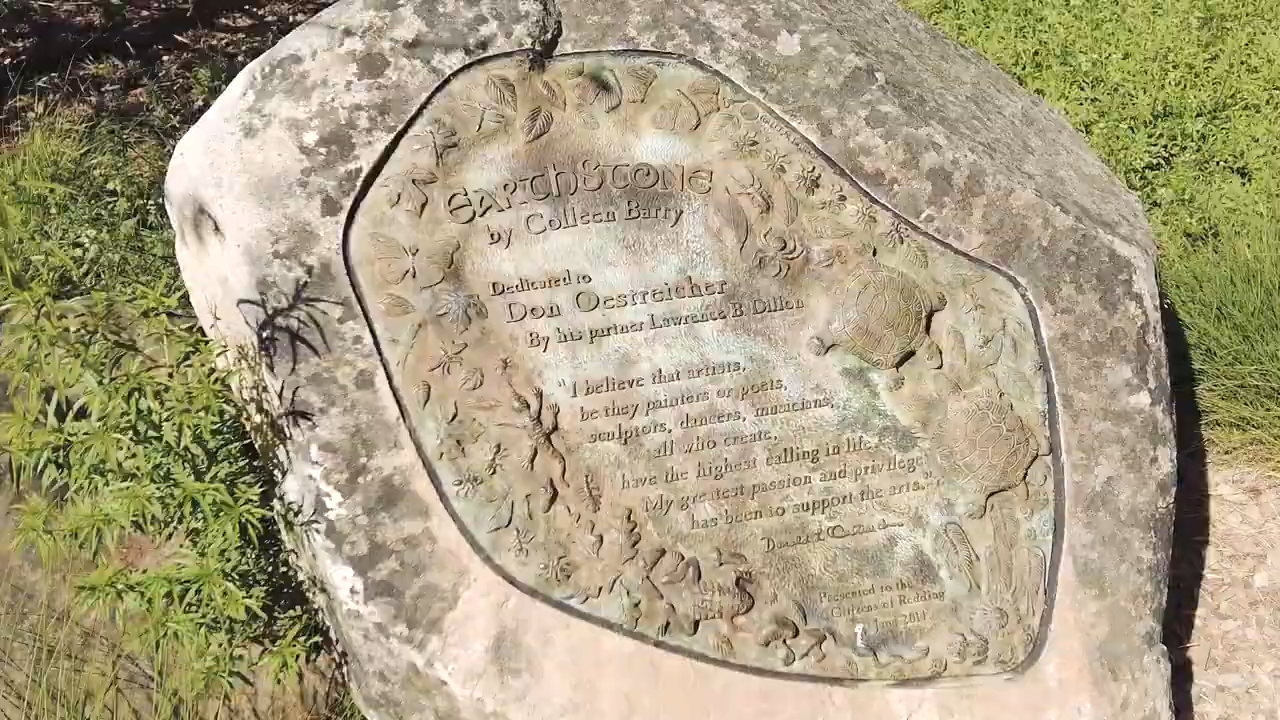 EARTHSTONE
by Colleen Barry
Dedicated to
Don Oestreicher
By his partner Lawrence B. Dillon
"I believe that artists,
be they painters or poets,
sculptors, dancers, musicians,
all who create,
have the highest calling in life.
My greatest passion and privilege,
has been to support the arts."
Presented to the
Citizens of Redding